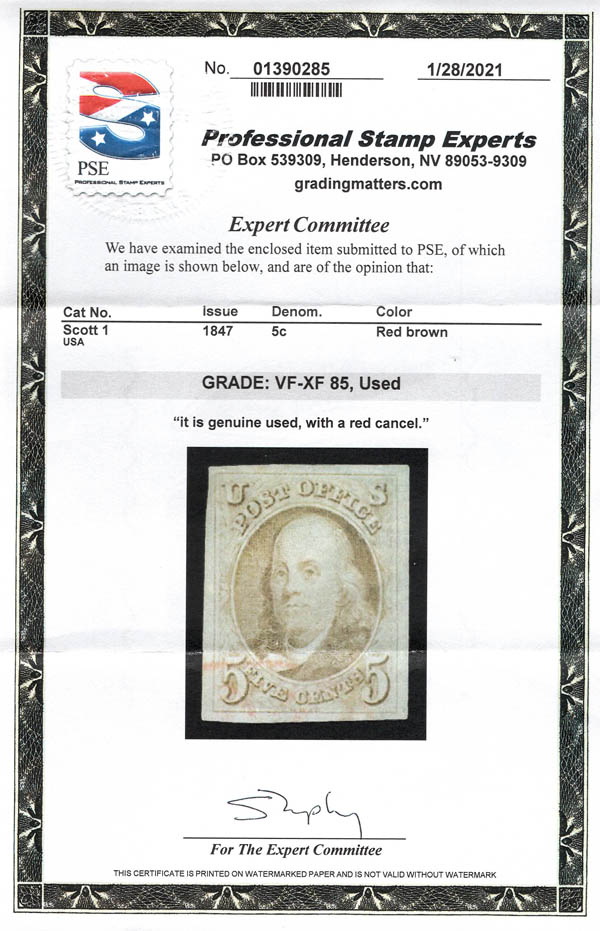 No. 01390285 1/28/2021
PSE
PROFESSIONAL STAMP EXPERTS
Professional Stamp Experts
PO Box 539309, Henderson, NV 89053-9309
gradingmatters.com
Expert Committee
We have examined the enclosed item submitted to PSE, of which
an image is shown below, and are of the opinion that:
Cat No. Issue Denom. Color
Scott 1 1847 5c Red brown
USA
GRADE: VF-XF 85, Used
“it is genuine used, with a red cancel.”
U S
POST OFFICE
5 FIVE CENTS 5
For The Expert Committee
THIS CERTIFICATE IS PRINTED ON WATERMARKED PAPER AND IS NOT VALID WITHOUT WATERMARK